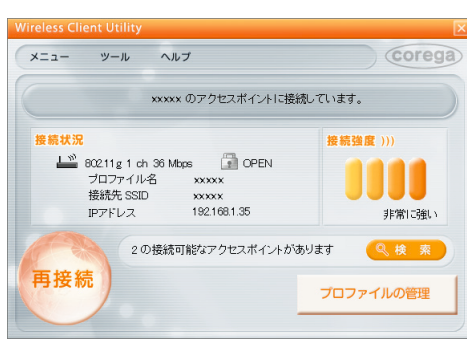 Wireless Client Utility
メニュー ツール ヘルプ corega
xxxxx のアクセスポイントに接続しています。
接続状況
802.11 g 1 ch 36 Mbps OPEN
プロファイル名 xxxxx
接続先 SSID xxxxx
IPアドレス 192.168.1.35
接続強度 )))
非常に強い
2 の接続可能なアクセスポイントがあります 検 索
再接続
プロファイルの管理